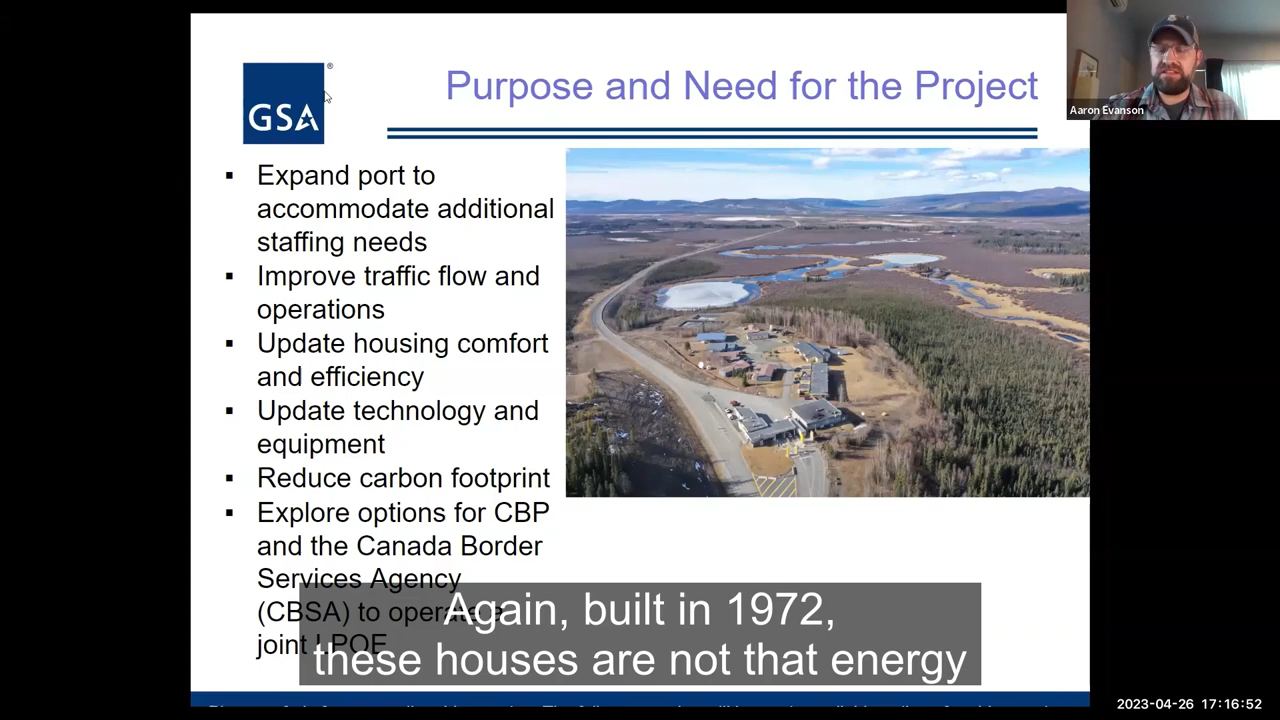 GSA
®
Purpose and Need for the Project
Aaron Evanson
▪ Expand port to
accommodate additional
staffing needs
▪ Improve traffic flow and
operations
▪ Update housing comfort
and efficiency
▪ Update technology and
equipment
▪ Reduce carbon footprint
▪ Explore options for CBP
and the Canada Border
Services Agency
(CBSA) to operate a
joint LPOE
Again, built in 1972,
these houses are not that energy
2023-04-26 17:16:52